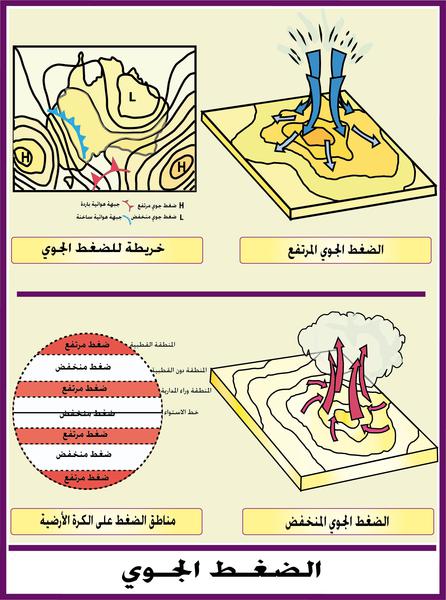 L
H
H
H ضغط جوي مرتفع
جبهة هوائية باردة
L ضغط جوي منخفض
جبهة هوائية ساخنة
خريطة للضغط الجوي
الضغط الجوي المرتفع
ضغط مرتفع
المنطقة القطبية
ضغط منخفض
المنطقة دون القطبية
ضغط مرتفع
المنطقة وراء المدارية
ضغط منخفض
خط الاستواء
ضغط مرتفع
ضغط منخفض
ضغط مرتفع
مناطق الضغط على الكرة الأرضية
الضغط الجوي المنخفض
الضغط الجوي